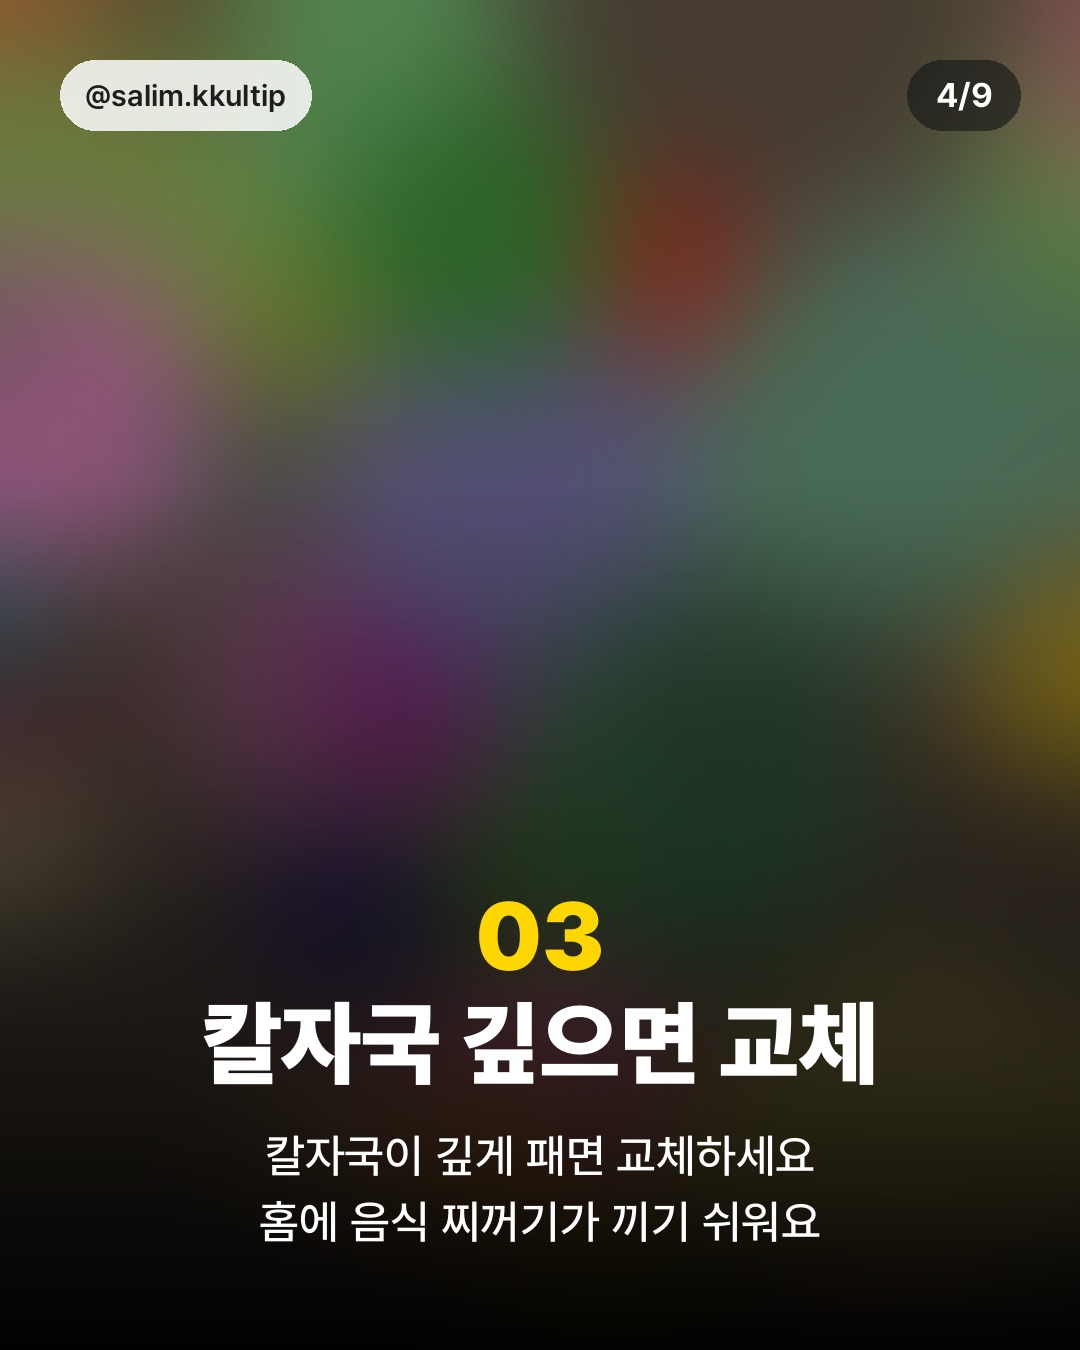 @salim.kkultip
4/9
03
칼자국 깊으면 교체
칼자국이 깊게 패면 교체하세요
홈에 음식 찌꺼기가 끼기 쉬워요